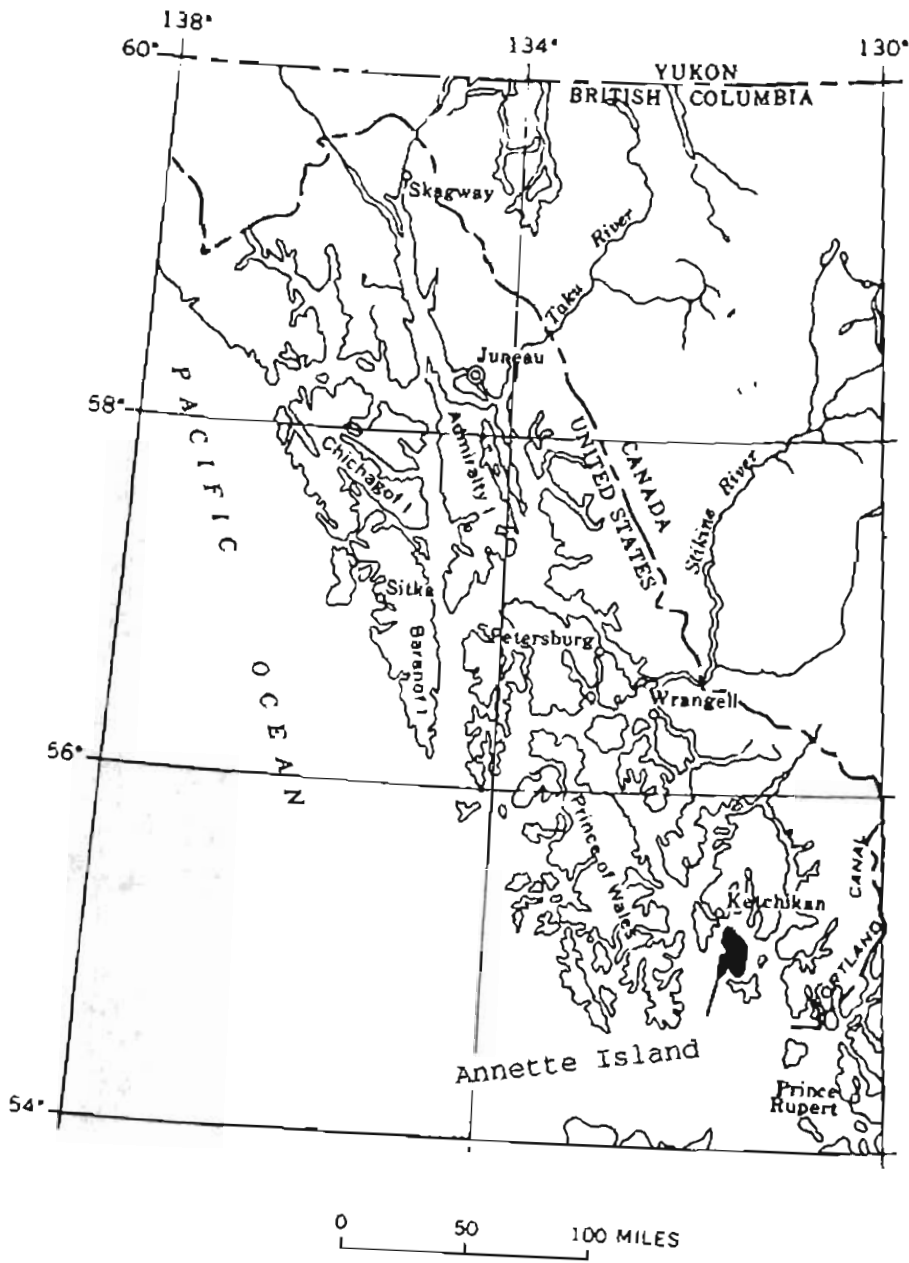 138°
60°
134°
130°
YUKON
BRITISH COLUMBIA
Skagway
Taku River
Juneau
58°
PACIFIC OCEAN
Chichagof I
Admiralty I
CANADA
UNITED STATES
Stikine River
Sitka
Baranof I
Petersburg
Wrangell
56°
Prince of Wales
Ketchikan
PORTLAND CANAL
Annette Island
Prince
Rupert
54°
0 50 100 MILES